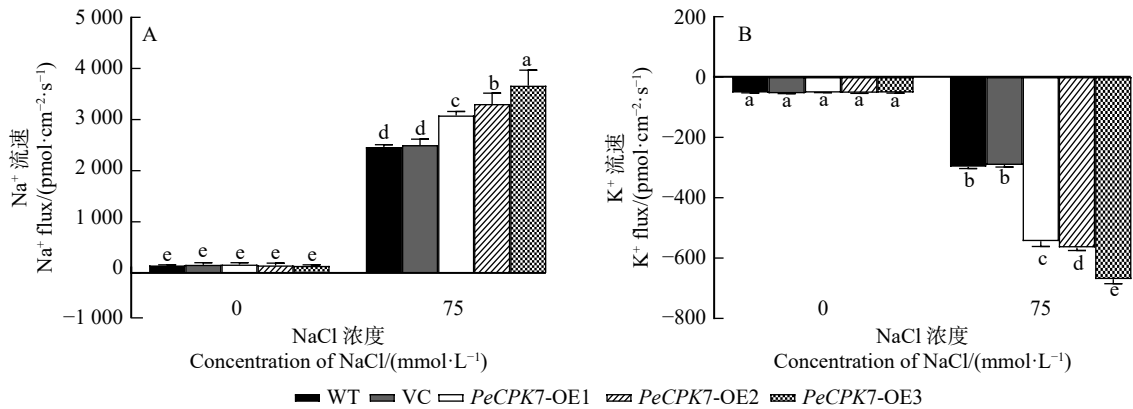 A
5 000
4 000
3 000
2 000
1 000
0
−1 000
Na⁺ 流速
Na⁺ flux/(pmol·cm⁻²·s⁻¹)
e e e e e
d d c b a
0 75
NaCl 浓度
Concentration of NaCl/(mmol·L⁻¹)
B
200
0
−200
−400
−600
−800
K⁺ 流速
K⁺ flux/(pmol·cm⁻²·s⁻¹)
a a a a a
b b c d e
0 75
NaCl 浓度
Concentration of NaCl/(mmol·L⁻¹)
WT VC PeCPK7-OE1 PeCPK7-OE2 PeCPK7-OE3